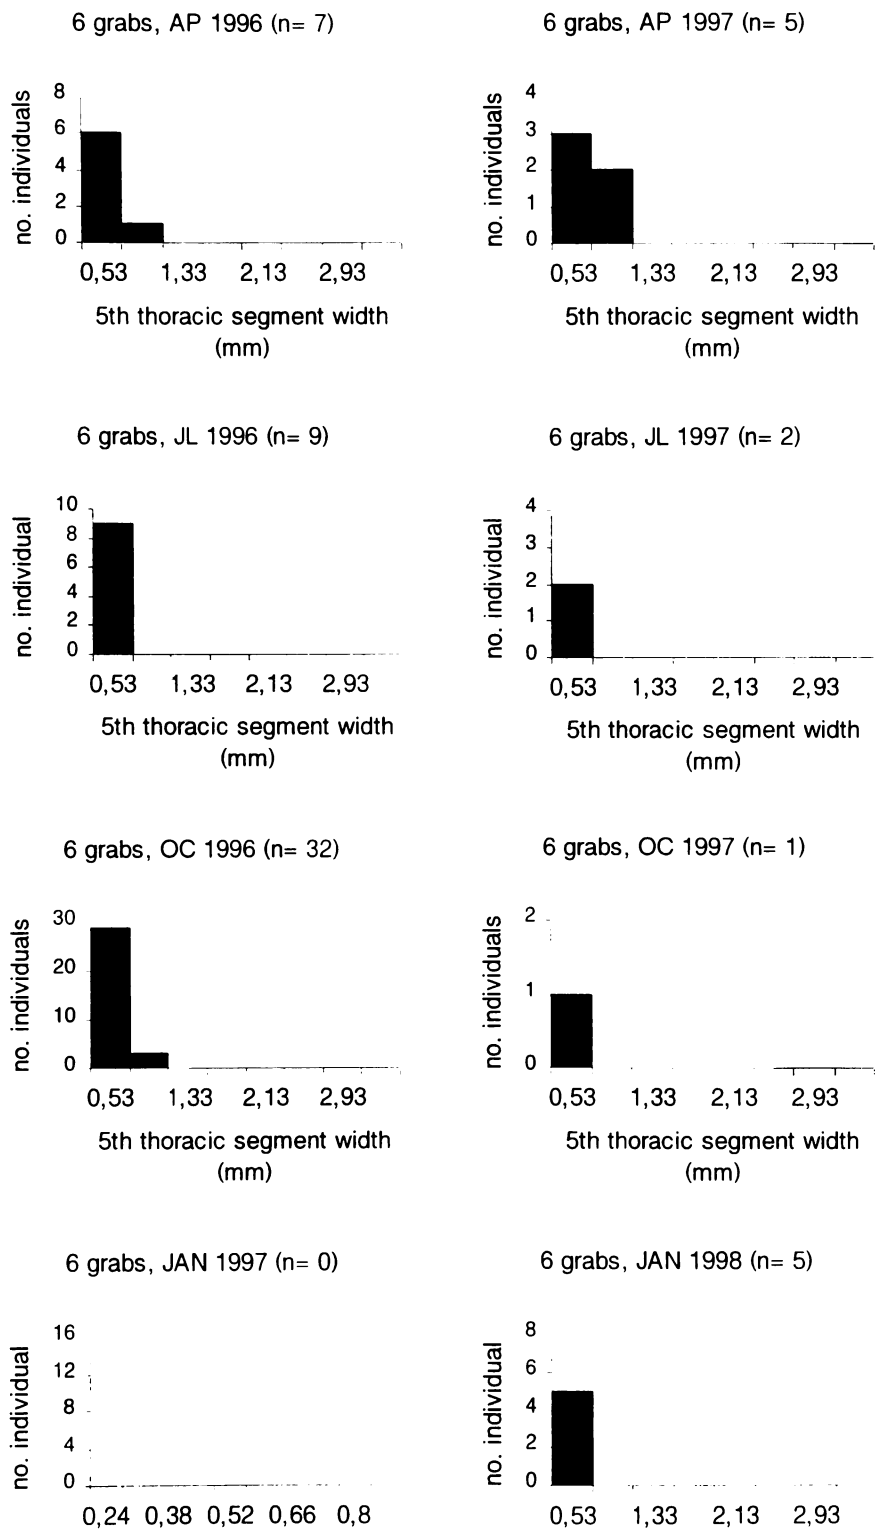 6 grabs, AP 1996 (n= 7)
no. individuals
8
6
4
2
0
0,53 1,33 2,13 2,93
5th thoracic segment width
(mm)
6 grabs, AP 1997 (n= 5)
no. individuals
4
3
2
1
0
0,53 1,33 2,13 2,93
5th thoracic segment width
(mm)
6 grabs, JL 1996 (n= 9)
no. individual
10
8
6
4
2
0
0,53 1,33 2,13 2,93
5th thoracic segment width
(mm)
6 grabs, JL 1997 (n= 2)
no. individual
4
3
2
1
0
0,53 1,33 2,13 2,93
5th thoracic segment width
(mm)
6 grabs, OC 1996 (n= 32)
no. individuals
30
20
10
0
0,53 1,33 2,13 2,93
5th thoracic segment width
(mm)
6 grabs, OC 1997 (n= 1)
no. individuals
2
1
0
0,53 1,33 2,13 2,93
5th thoracic segment width
(mm)
6 grabs, JAN 1997 (n= 0)
no. individual
16
12
8
4
0
0,24 0,38 0,52 0,66 0,8
6 grabs, JAN 1998 (n= 5)
no. individual
8
6
4
2
0
0,53 1,33 2,13 2,93